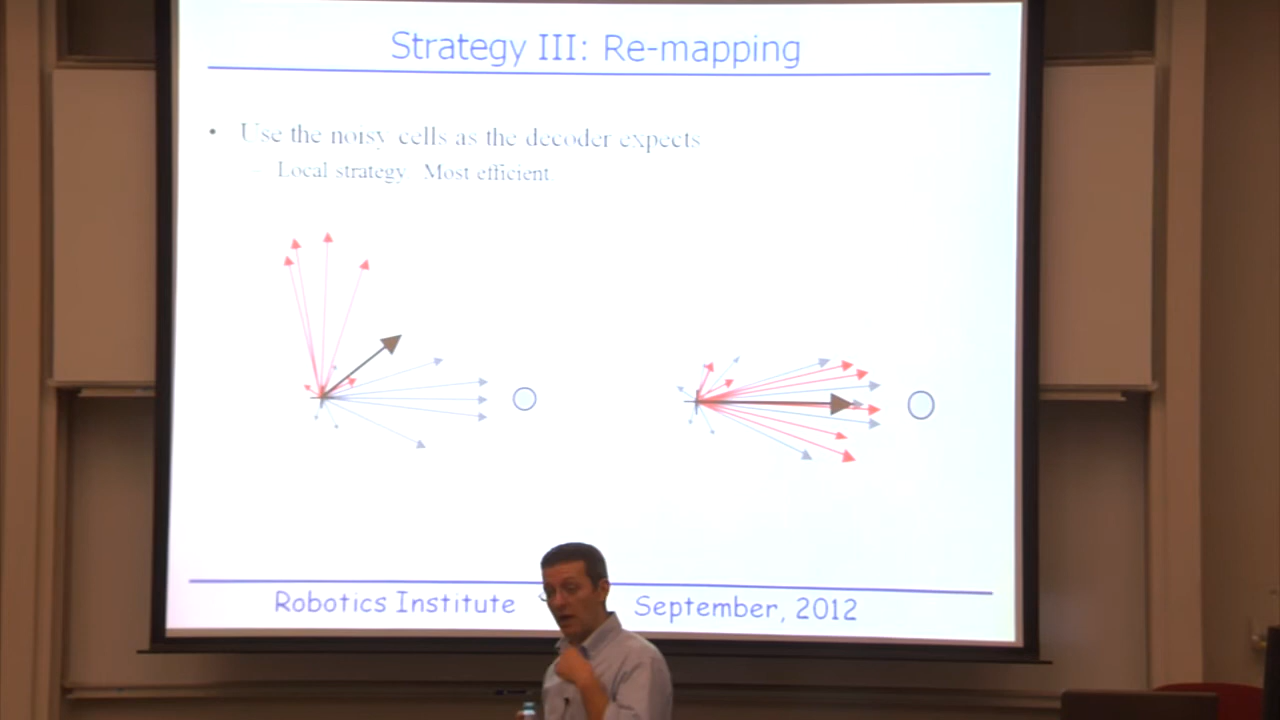 Strategy III: Re-mapping
• Use the noisy cells as the decoder expects
– Local strategy Most efficient
Robotics Institute September, 2012